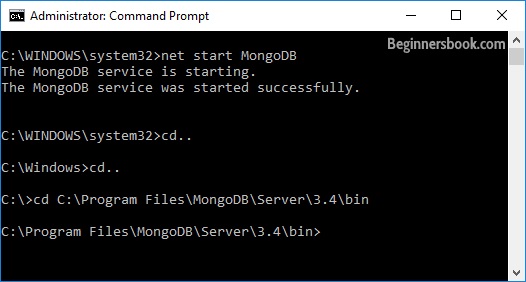 Administrator: Command Prompt
Beginnersbook.com
C:\WINDOWS\system32>net start MongoDB
The MongoDB service is starting.
The MongoDB service was started successfully.
C:\WINDOWS\system32>cd..
C:\Windows>cd..
C:\>cd C:\Program Files\MongoDB\Server\3.4\bin
C:\Program Files\MongoDB\Server\3.4\bin>